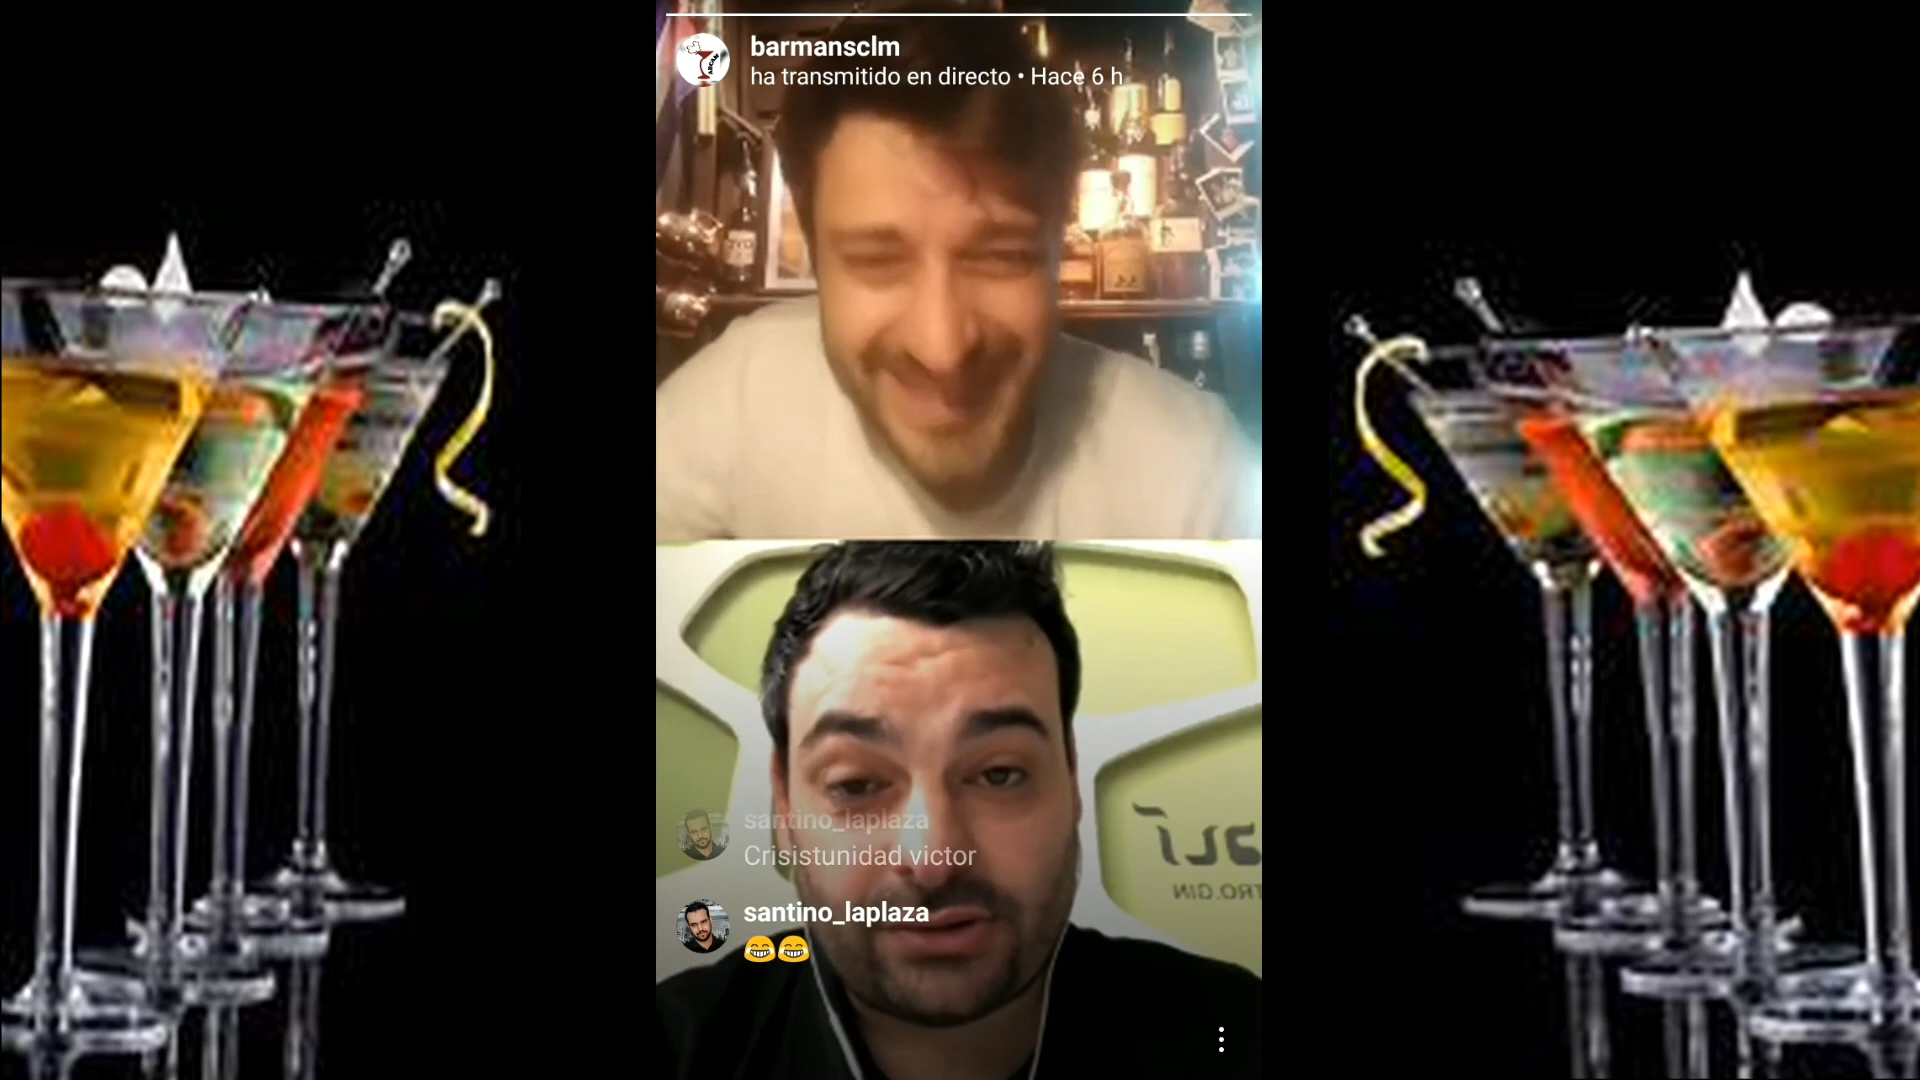 barmansclm
ha transmitido en directo • Hace 6 h
santino_laplaza
Crisistunidad victor
santino_laplaza
😂😂